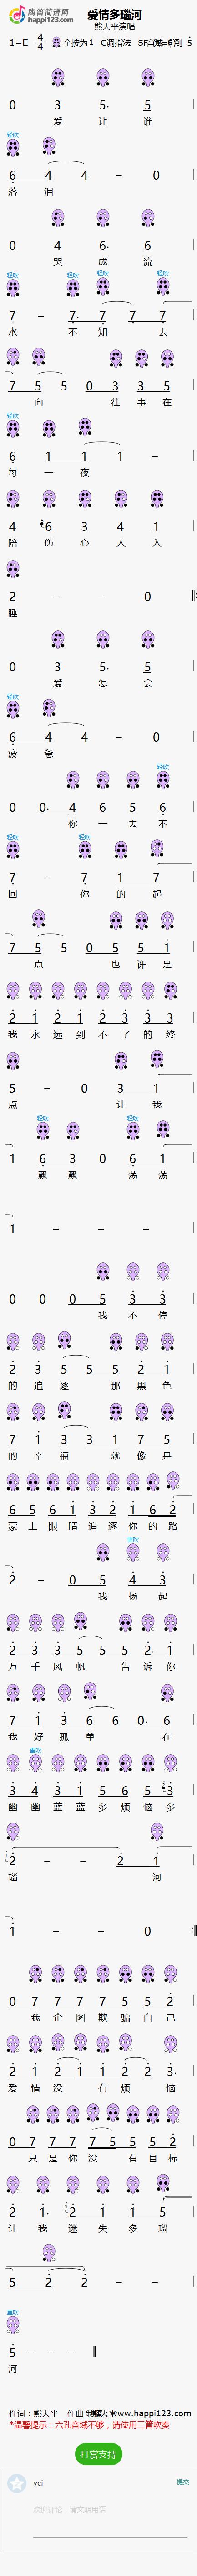 陶笛简谱网
happi123.com
爱情多瑙河
熊天平演唱
1=E 4/4 全按为1 C调指法 SF音域 (1=6)到 5
0 3 5. 5
爱 让 谁
轻吹
6 4 4 – 0
落 泪
0 4 6. 6
哭 成 流
轻吹 轻吹 轻吹 轻吹
7 – 7. 7 7 7
水 不 知 去
7 5 5 0 3 3 5
向 往 事 在
轻吹
6 1 1 1 –
每 一 夜
4 6 3 4 1
陪 伤 心 人 入
2 – – 0
睡
0 3 5. 5
爱 怎 会
轻吹
6 4 4 – 0
疲 惫
轻吹
0 0. 4 6 5 6
你 一 去 不
轻吹 轻吹
7 – 7 1 7
回 你 的 起
7 5 5 0 5 5 1
点 也 许 是
2 1 2 1 2 3 3 3
我 永 远 到 不 了 的 终
5 – 0 3 1
点 让 我
轻吹 轻吹
1 6 3 0 6 1
飘 飘 荡 荡
1 – – –
0 0 0 5 3 3
我 不 停
2 3 5 5 5 2 1
的 追 逐 那 黑 色
7 1 3 3 1 7 5
的 幸 福 就 像 是
6 5 6 1 3 2 1 6 2
蒙 上 眼 睛 追 逐 你 的 路
重吹
2 – 0 5 4 3
我 扬 起
2 3 3 5 5 5 2. 1
万 千 风 帆 告 诉 你
7 1 3 6 6 0. 6
我 好 孤 单 在
重吹
3 4 3 1 5 6 5 3
幽 幽 蓝 蓝 多 烦 恼 多
2 – – 2 1
瑙 河
1 – – 0
0 7 7 7 7 5 5 2
我 企 图 欺 骗 自 己
2 1 2 1 1 2 2 3.
爱 情 没 有 烦 恼
0 7 7 7 7 5 5 5 2
只 是 你 没 有 目 标
2 1. 2 1 1 5
让 我 迷 失 多 瑙
5 2 2 – –
重吹
5 – – –
河
作词：熊天平 作曲：熊天平 www.happi123.com
*温馨提示：六孔音域不够，请使用三管吹奏
打赏支持
ycj 提交
欢迎评论，请文明用语